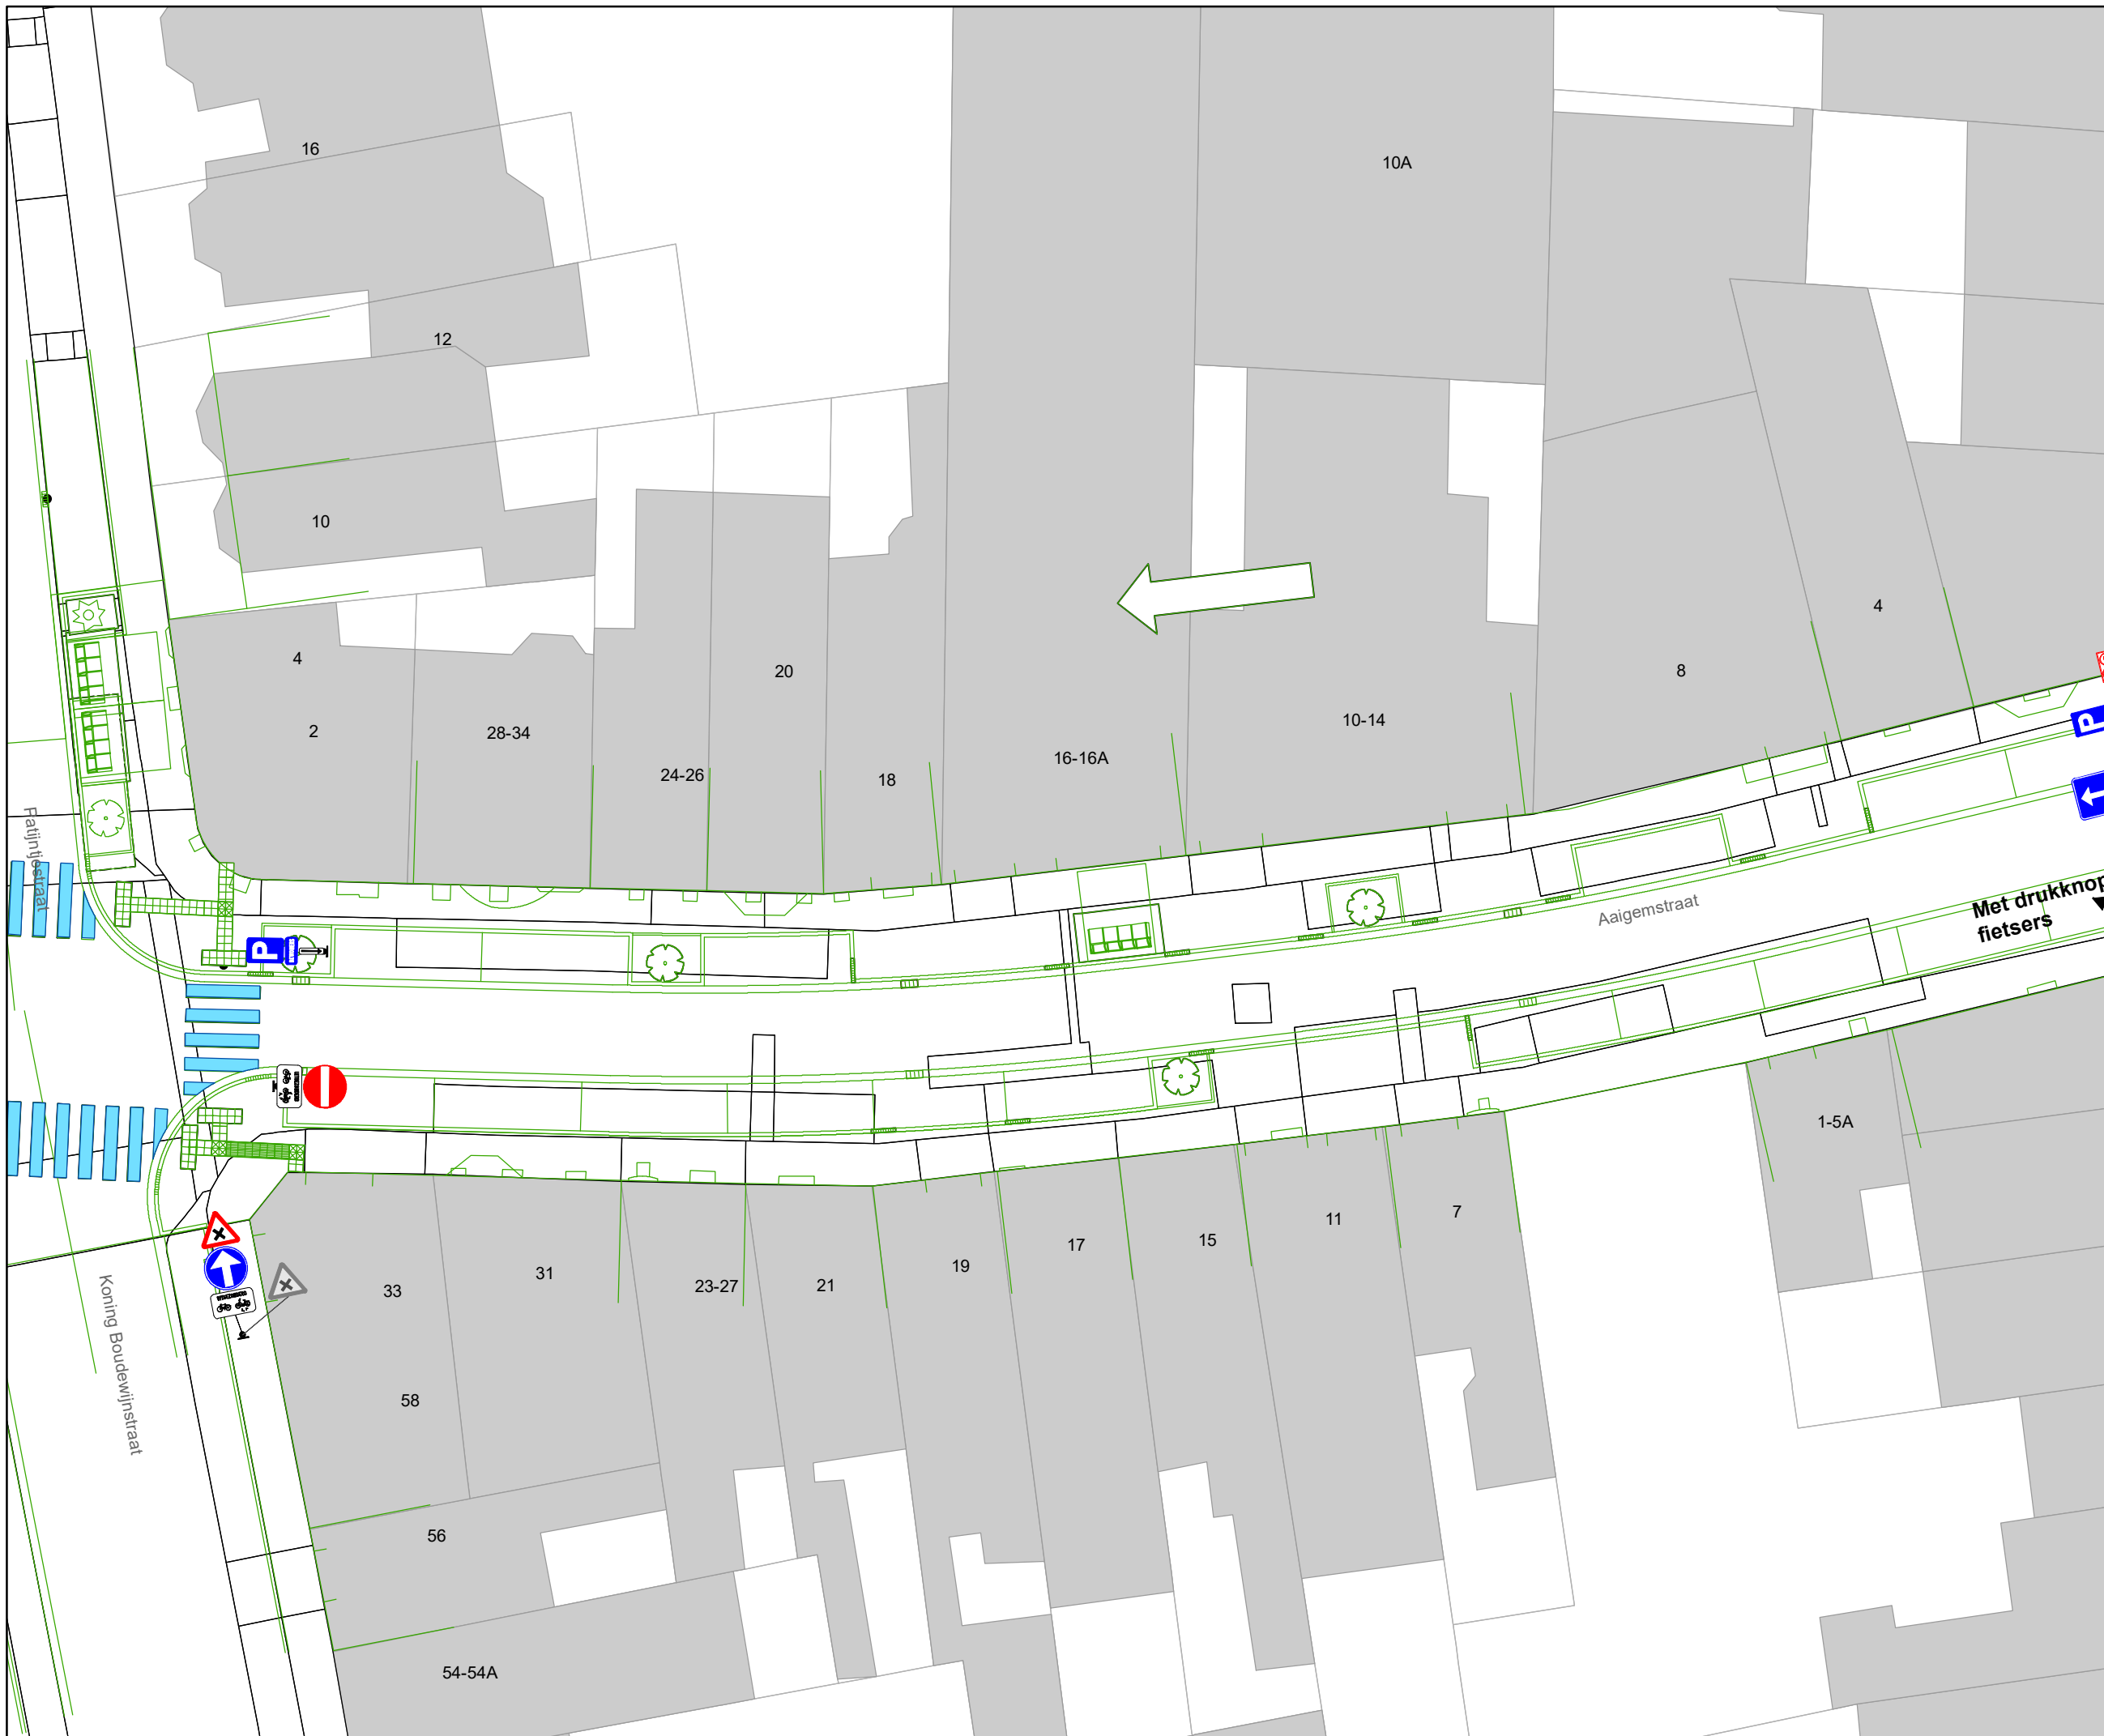 16
10A
12
10
4
4
20
8
2
28-34
10-14
16-16A
24-26
18
Patijntjestraat
Aaigemstraat
Met drukknop
fietsers
P
P
1-5A
7
11
15
17
19
21
23-27
31
33
Koning Boudewijnstraat
58
56
54-54A